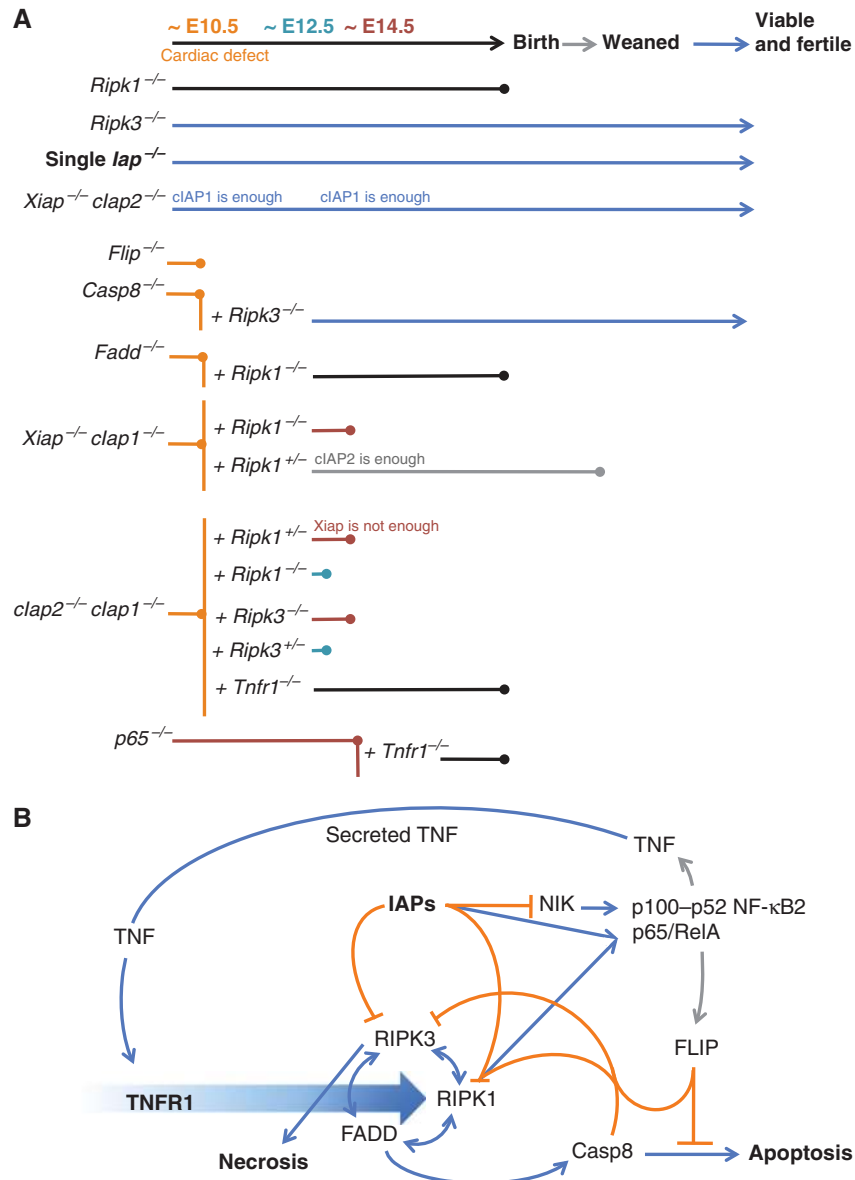 A
~ E10.5 ~ E12.5 ~ E14.5
Cardiac defect
Birth
Weaned
Viable
and fertile
Ripk1−/−
Ripk3−/−
Single Iap−/−
Xiap−/− cIap2−/−
cIAP1 is enough cIAP1 is enough
Flip−/−
Casp8−/−
+ Ripk3−/−
Fadd−/−
+ Ripk1−/−
Xiap−/− cIap1−/−
+ Ripk1−/−
+ Ripk1+/−
cIAP2 is enough
cIap2−/− cIap1−/−
+ Ripk1+/−
Xiap is not enough
+ Ripk1−/−
+ Ripk3−/−
+ Ripk3+/−
+ Tnfr1−/−
p65−/−
+ Tnfr1−/−
B
Secreted TNF
TNF
TNF
IAPs
NIK
p100–p52 NF-κB2
p65/RelA
RIPK3
FLIP
TNFR1
RIPK1
FADD
Necrosis
Casp8
Apoptosis